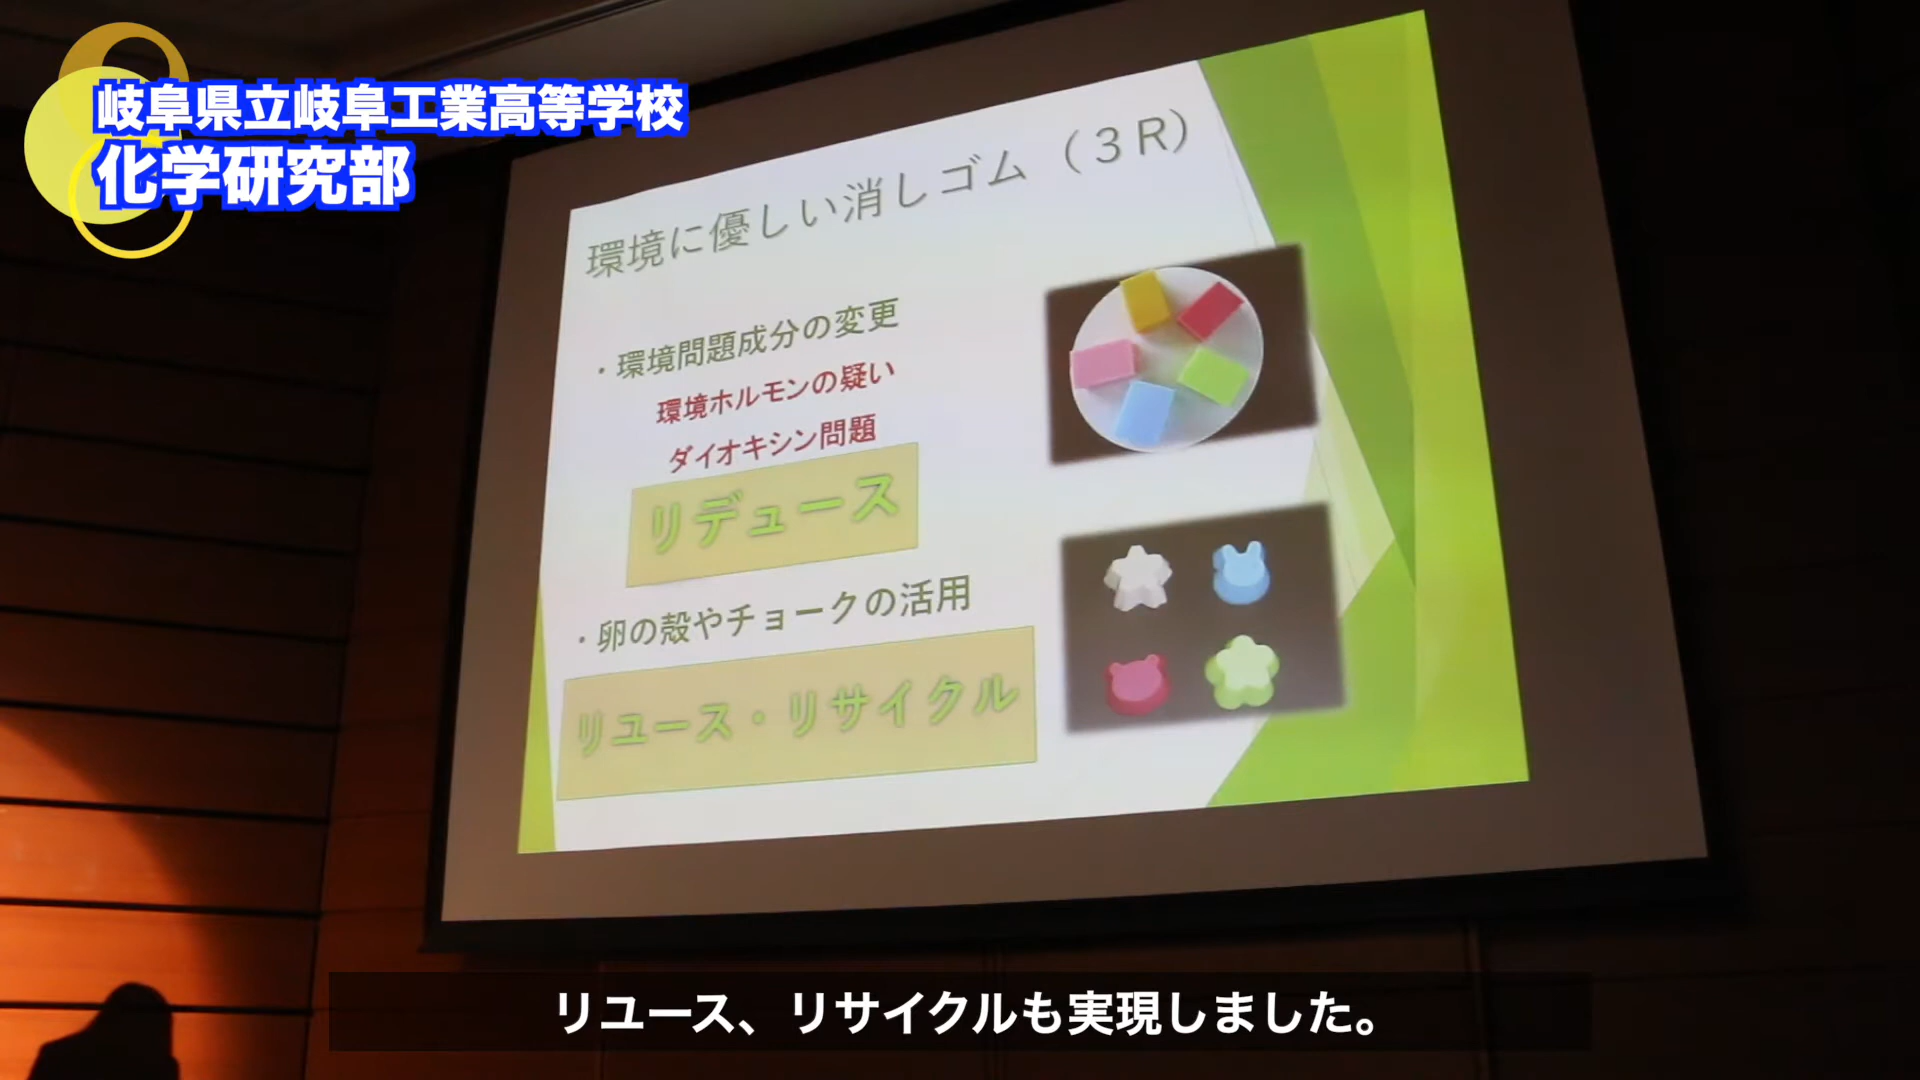 岐阜県立岐阜工業高等学校
化学研究部
環境に優しい消しゴム（３Ｒ）
・環境問題成分の変更
環境ホルモンの疑い
ダイオキシン問題
リデュース
・卵の殻やチョークの活用
リユース・リサイクル
リユース、リサイクルも実現しました。